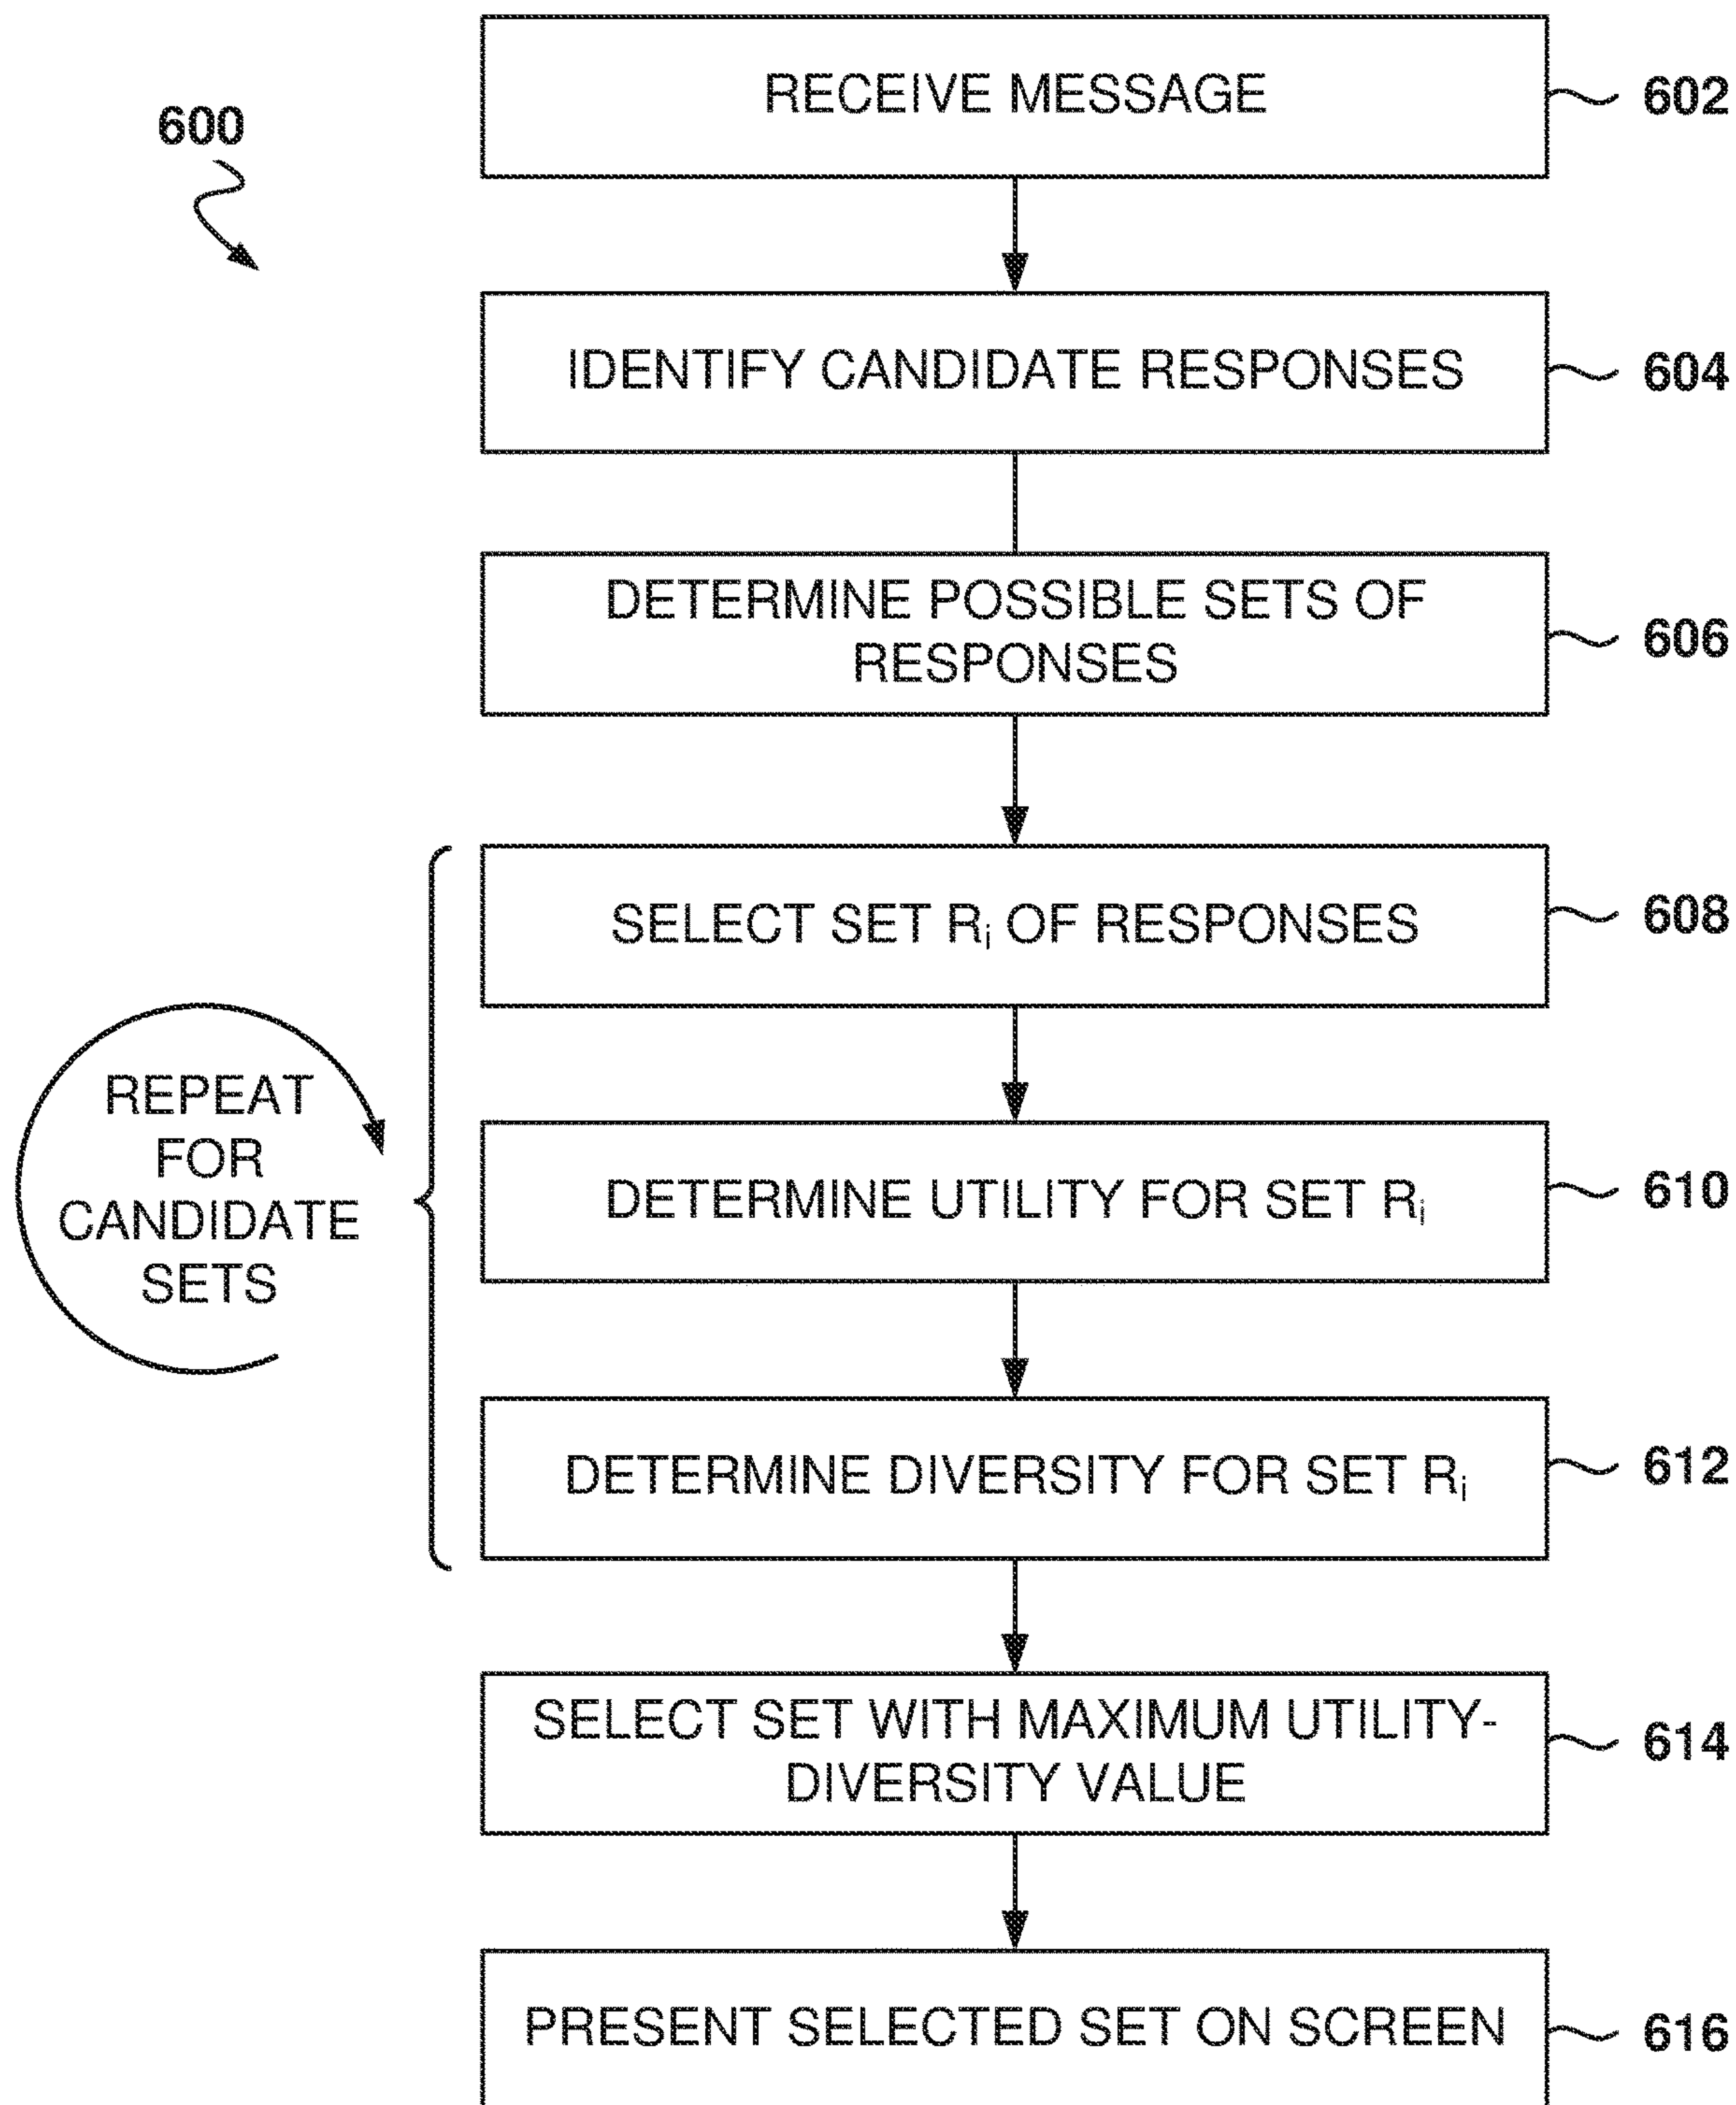 600
RECEIVE MESSAGE
602
IDENTIFY CANDIDATE RESPONSES
604
DETERMINE POSSIBLE SETS OF
RESPONSES
606
SELECT SET Ri OF RESPONSES
608
REPEAT
FOR
CANDIDATE
SETS
DETERMINE UTILITY FOR SET Ri
610
DETERMINE DIVERSITY FOR SET Ri
612
SELECT SET WITH MAXIMUM UTILITY-
DIVERSITY VALUE
614
PRESENT SELECTED SET ON SCREEN
616